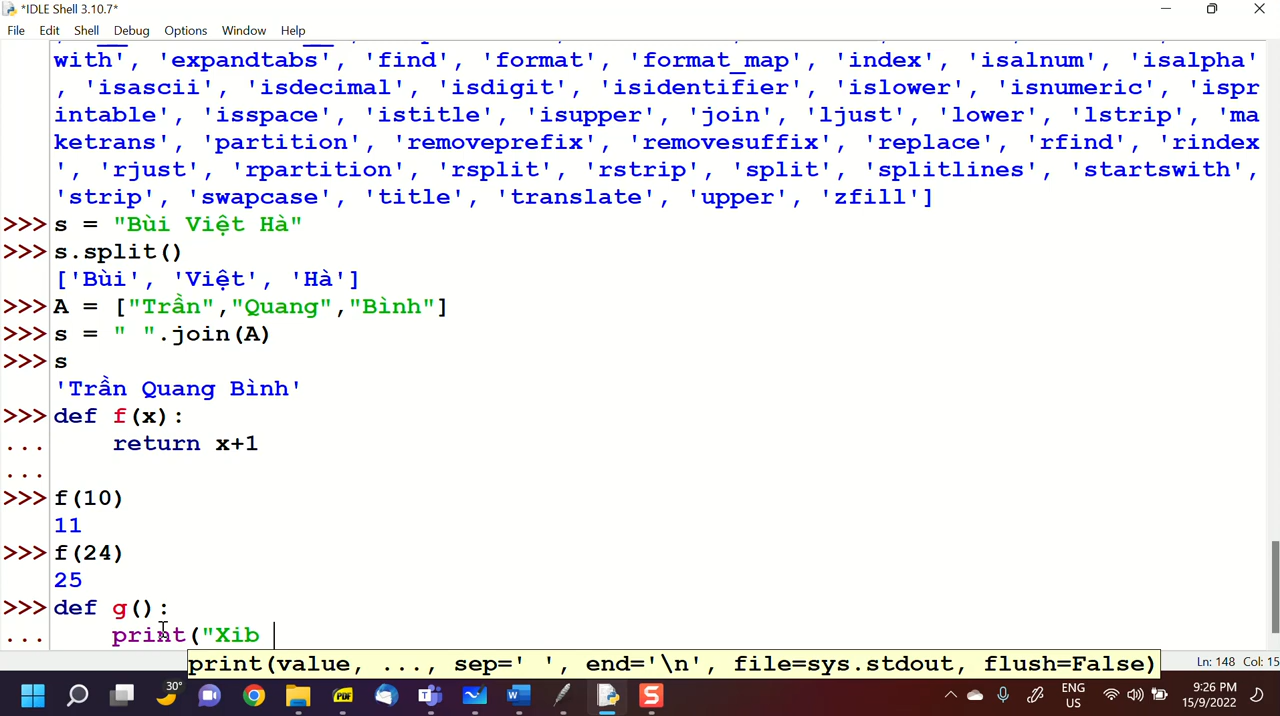 *IDLE Shell 3.10.7*
File Edit Shell Debug Options Window Help
with', 'expandtabs', 'find', 'format', 'format_map', 'index', 'isalnum', 'isalpha'
, 'isascii', 'isdecimal', 'isdigit', 'isidentifier', 'islower', 'isnumeric', 'ispr
intable', 'isspace', 'istitle', 'isupper', 'join', 'ljust', 'lower', 'lstrip', 'ma
ketrans', 'partition', 'removeprefix', 'removesuffix', 'replace', 'rfind', 'rindex
', 'rjust', 'rpartition', 'rsplit', 'rstrip', 'split', 'splitlines', 'startswith',
'strip', 'swapcase', 'title', 'translate', 'upper', 'zfill']
>>> s = "Bùi Việt Hà"
>>> s.split()
['Bùi', 'Việt', 'Hà']
>>> A = ["Trần","Quang","Bình"]
>>> s = " ".join(A)
>>> s
'Trần Quang Bình'
>>> def f(x):
... return x+1
...
>>> f(10)
11
>>> f(24)
25
>>> def g():
... print("Xib
print(value, ..., sep=' ', end='\n', file=sys.stdout, flush=False)
Ln: 148 Col: 15
30°
PDF
ENG
US
9:26 PM
15/9/2022